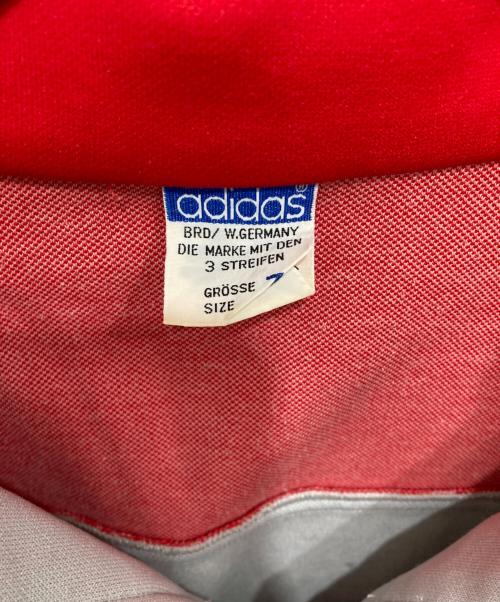 adidas®
BRD/ W.GERMANY
DIE MARKE MIT DEN
3 STREIFEN
GRÖSSE
SIZE